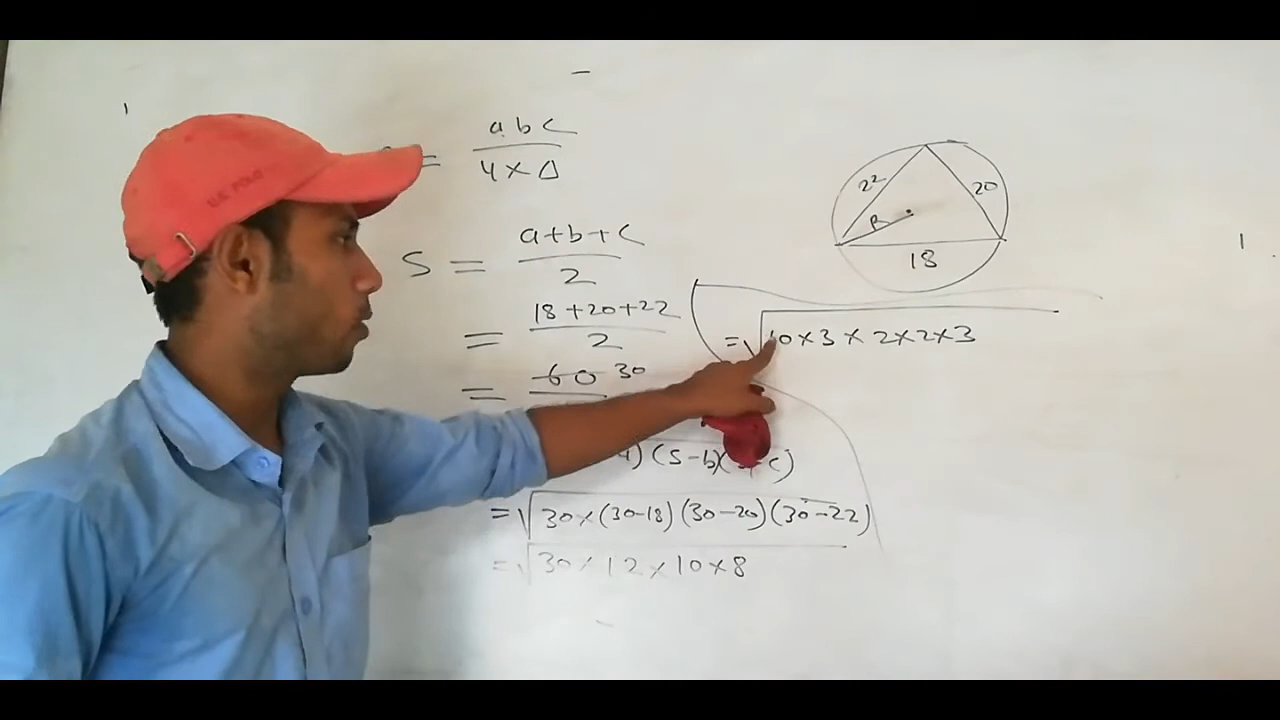 = abc / 4 × Δ
S = a+b+c / 2
= 18+20+22 / 2
= 60 30
(S-b)( -c)
= √30×(30-18)(30-20)(30-22)
= √30×12×10×8
22 20
R
18
= √10×3×2×2×3
U.S. POLO